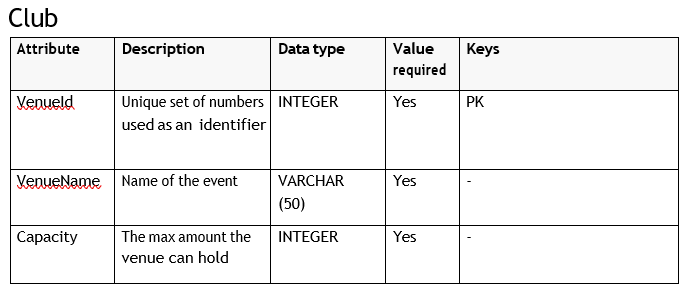 Club
Attribute Description Data type Value required Keys
VenueId Unique set of numbers used as an identifier INTEGER Yes PK
VenueName Name of the event VARCHAR (50) Yes -
Capacity The max amount the venue can hold INTEGER Yes -